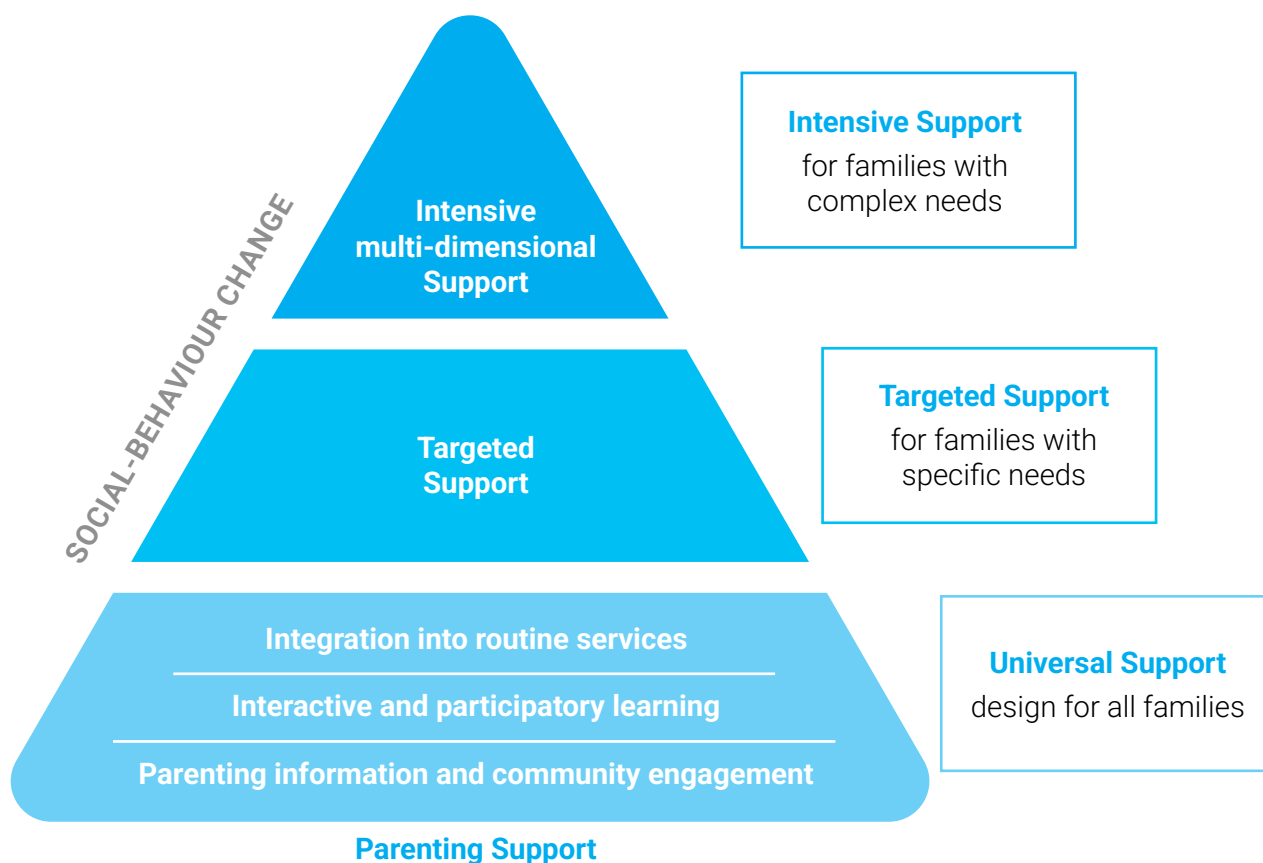 SOCIAL-BEHAVIOUR CHANGE
Intensive
multi-dimensional
Support
Intensive Support
for families with
complex needs
Targeted
Support
Targeted Support
for families with
specific needs
Integration into routine services
Interactive and participatory learning
Parenting information and community engagement
Universal Support
design for all families
Parenting Support